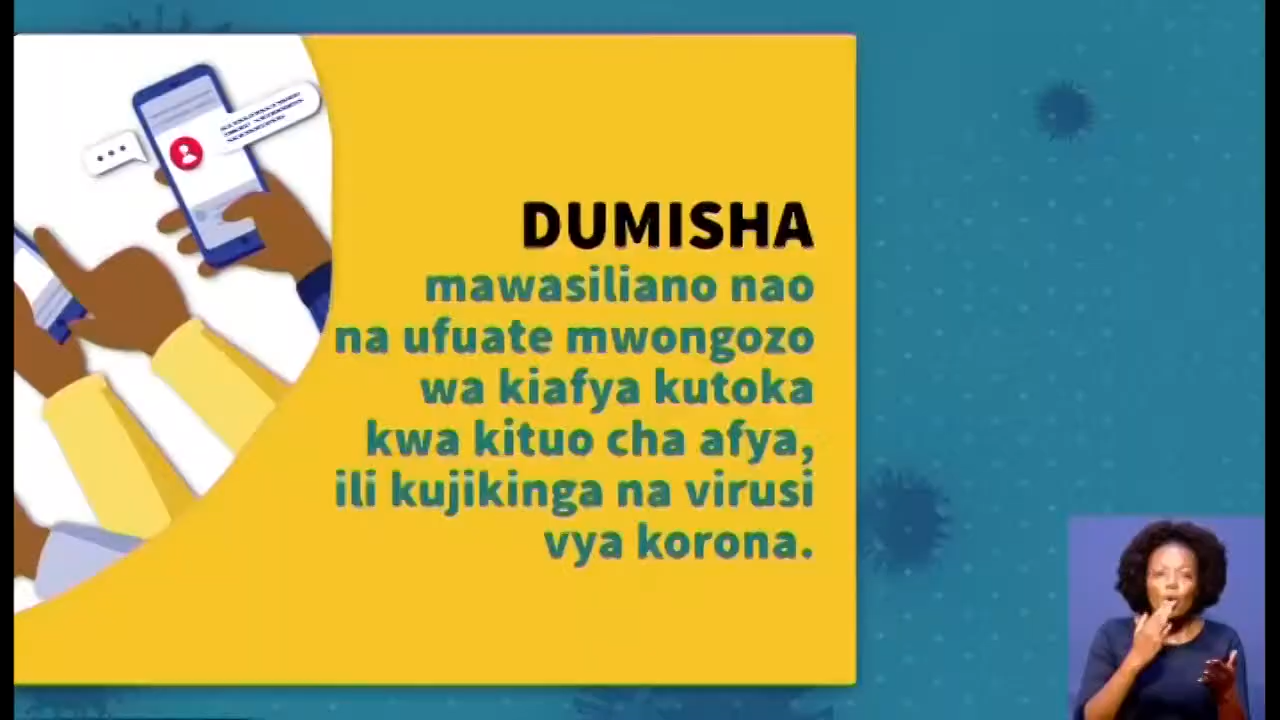 DUMISHA
mawasiliano nao
na ufuate mwongozo
wa kiafya kutoka
kwa kituo cha afya,
ili kujikinga na virusi
vya korona.